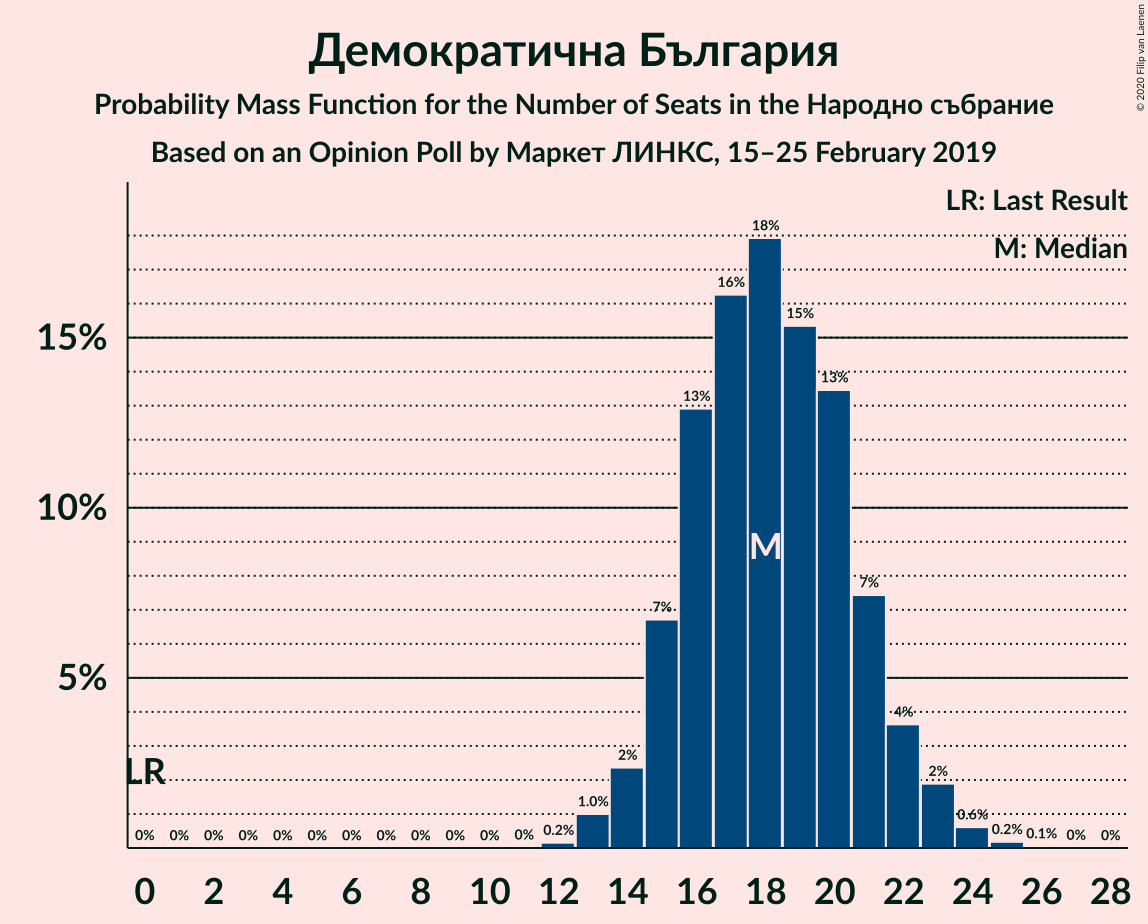 Демократична България
Probability Mass Function for the Number of Seats in the Народно събрание
Based on an Opinion Poll by Маркет ЛИНКС, 15–25 February 2019
© 2020 Filip van Laenen
LR: Last Result
M: Median
15%
10%
5%
LR
M
0% 0% 0% 0% 0% 0% 0% 0% 0% 0% 0% 0% 0.2% 1.0% 2% 7% 13% 16% 18% 15% 13% 7% 4% 2% 0.6% 0.2% 0.1% 0% 0%
0 2 4 6 8 10 12 14 16 18 20 22 24 26 28